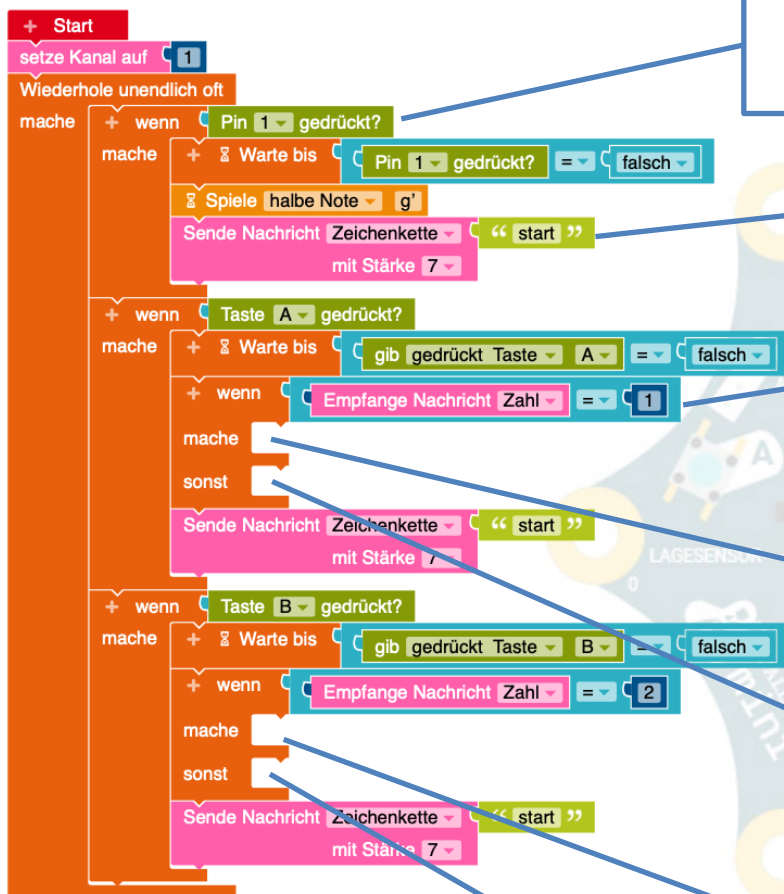 + Start
setze Kanal auf 1
Wiederhole unendlich oft
mache + wenn Pin 1 gedrückt?
mache + Warte bis Pin 1 gedrückt? = falsch
Spiele halbe Note g'
Sende Nachricht Zeichenkette “ start ”
mit Stärke 7
+ wenn Taste A gedrückt?
mache + Warte bis gib gedrückt Taste A = falsch
+ wenn Empfange Nachricht Zahl = 1
mache
A
sonst
Sende Nachricht Zeichenkette “ start ”
mit Stärke 7
LAGESENSOR
0
+ wenn Taste B gedrückt?
mache + Warte bis gib gedrückt Taste B = falsch
+ wenn Empfange Nachricht Zahl = 2
mache
sonst
Sende Nachricht Zeichenkette “ start ”
mit Stärke 7